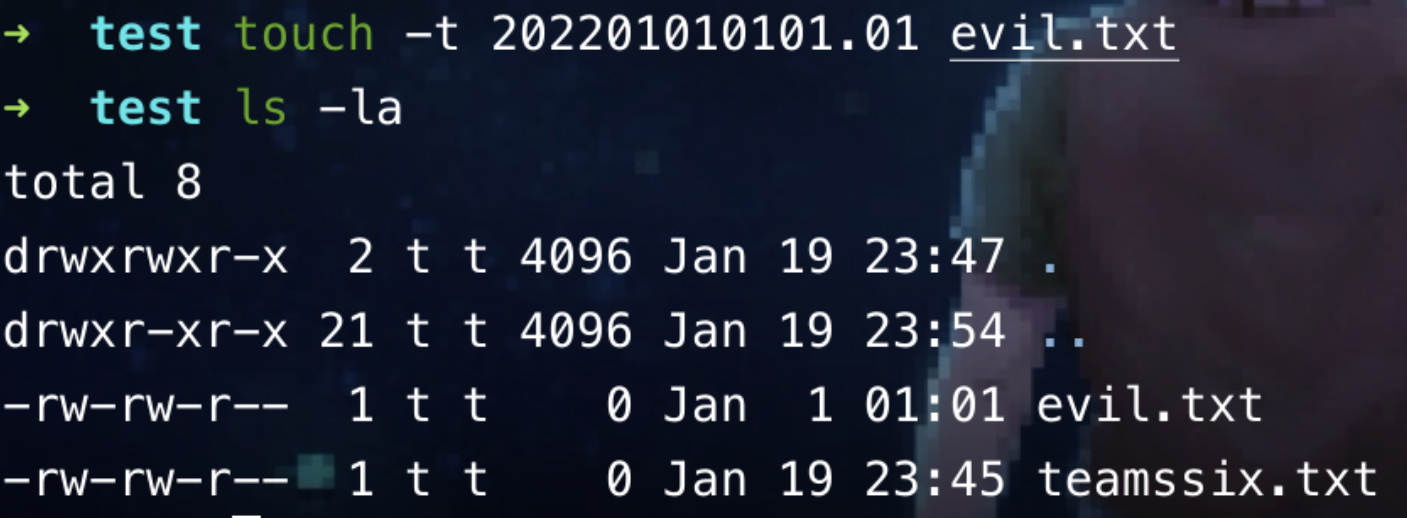 ➜  test touch -t 202201010101.01 evil.txt
➜  test ls -la
total 8
drwxrwxr-x  2 t t 4096 Jan 19 23:47 .
drwxr-xr-x 21 t t 4096 Jan 19 23:54 ..
-rw-rw-r--  1 t t    0 Jan  1 01:01 evil.txt
-rw-rw-r--  1 t t    0 Jan 19 23:45 teamssix.txt